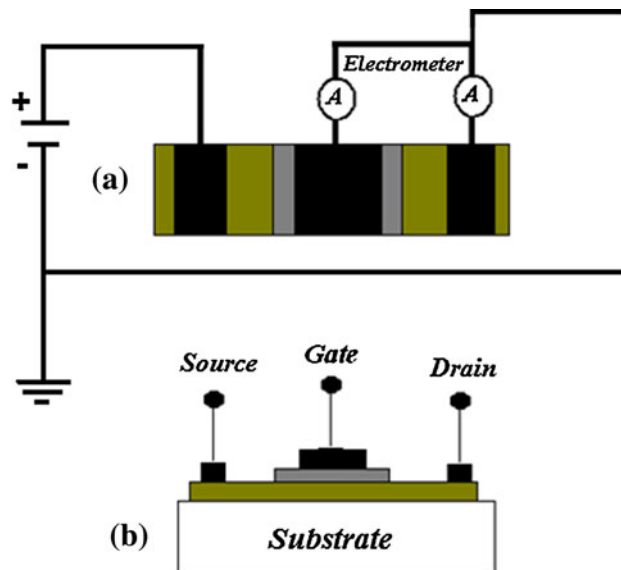 Electrometer
+
A
A
-
(a)
Source
Gate
Drain
(b)
Substrate